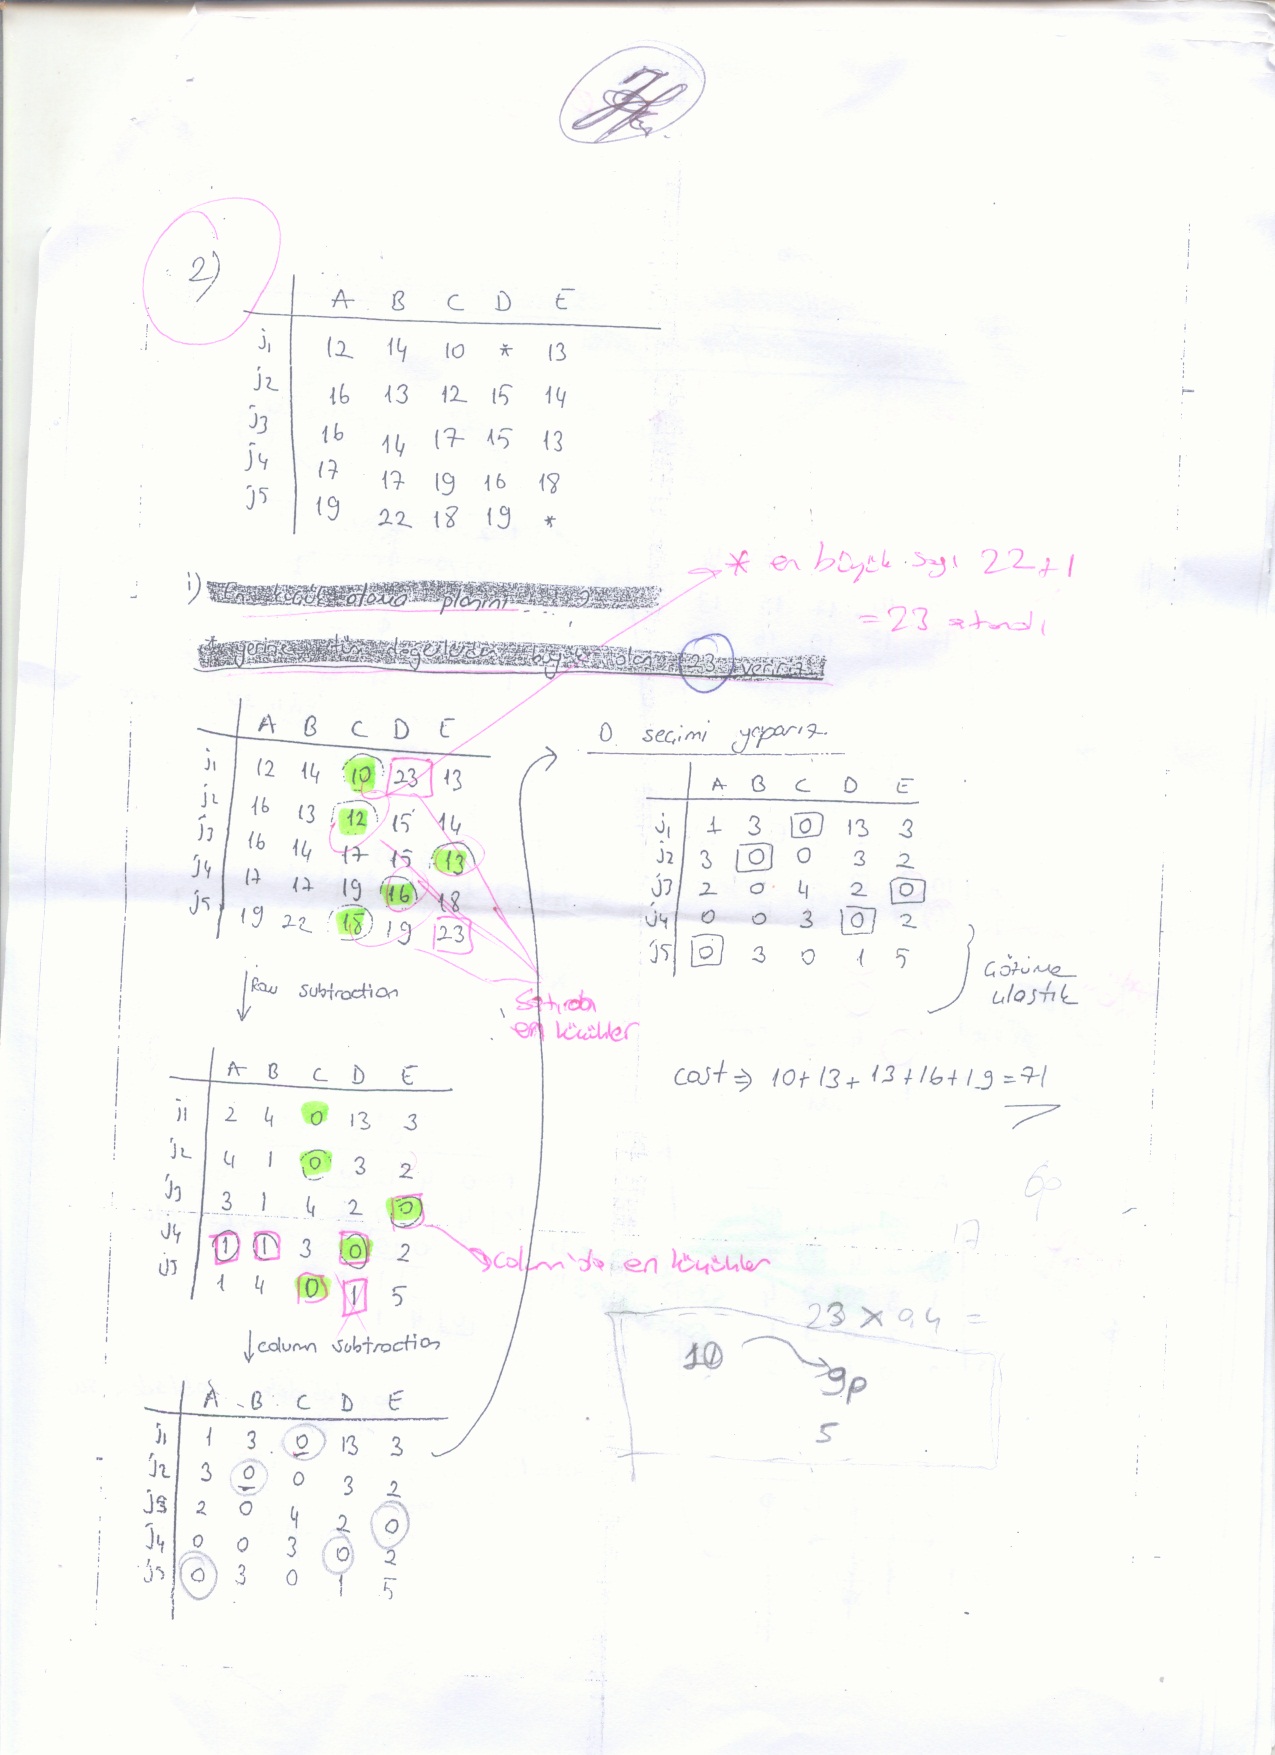 2)
A B C D E
j1 12 14 10 * 13
j2 16 13 12 15 14
j3 16 14 17 15 13
j4 17 17 19 16 18
j5 19 22 18 19 *
* en büyük sayı 22+1
= 23 atandı
i) olana planını
* yerine tüm değerlerden büyük olan 23 veririz
A B C D E
j1 12 14 10 23 13
j2 16 13 12 15 14
j3 16 14 17 15 13
j4 17 17 19 16 18
j5 19 22 18 19 23
Row subtraction
Satırda
en küçükler
A B C D E
j1 2 4 0 13 3
j2 4 1 0 3 2
j3 3 1 4 2 0
j4 1 1 3 0 2
j5 1 4 0 1 5
column'da en küçükler
column subtraction
A B C D E
j1 1 3 0 13 3
j2 3 0 0 3 2
j3 2 0 4 2 0
j4 0 0 3 0 2
j5 0 3 0 1 5
0 seçimi yaparız.
A B C D E
j1 1 3 0 13 3
j2 3 0 0 3 2
j3 2 0 4 2 0
j4 0 0 3 0 2
j5 0 3 0 1 5
Çözüme
ulaştık
cost ⇒ 10+13+13+16+19=71
6p
17
23 x 0,4 =
10 9p
5